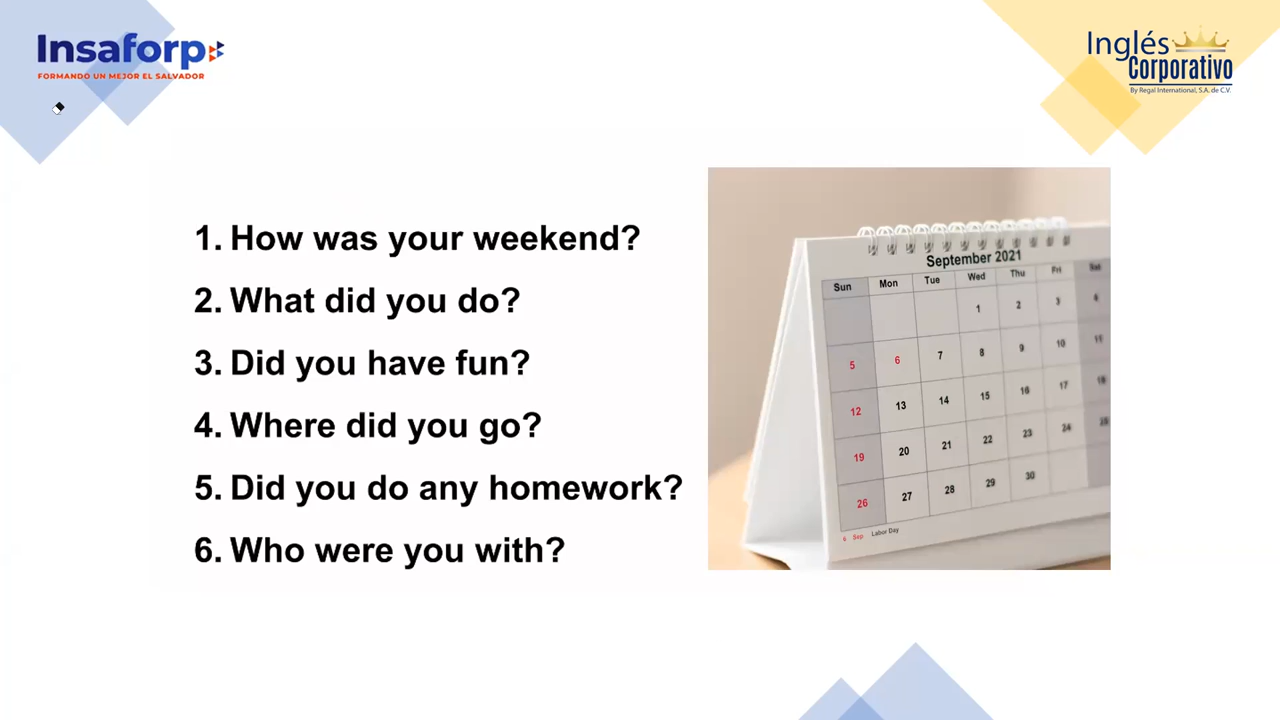 Insaforp
FORMANDO UN MEJOR EL SALVADOR
Inglés
Corporativo
By Regal International, S.A. de C.V.
1. How was your weekend?
2. What did you do?
3. Did you have fun?
4. Where did you go?
5. Did you do any homework?
6. Who were you with?
September 2021
Sun Mon Tue Wed Thu Fri Sat
1 2 3 4
5 6 7 8 9 10 11
12 13 14 15 16 17 18
19 20 21 22 23 24 25
26 27 28 29 30
6 Sep Labor Day